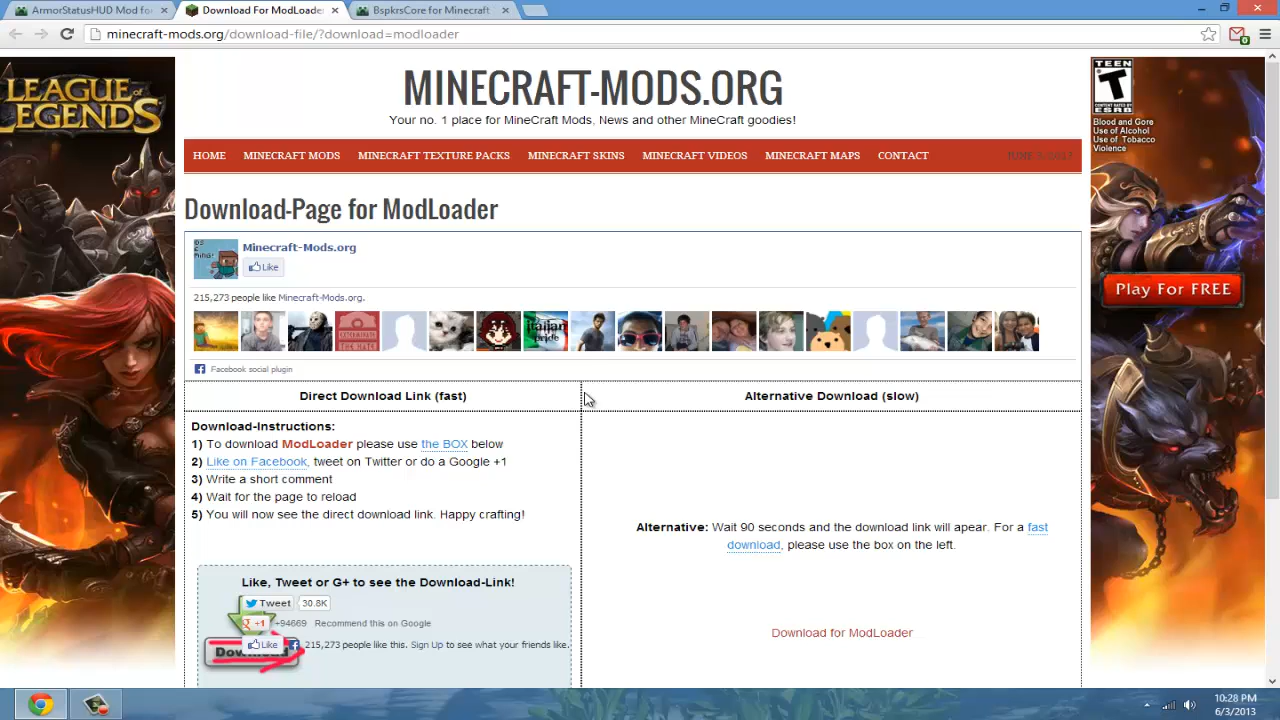 ArmorStatusHUD Mod for
Download For ModLoader
BspkrsCore for Minecraft
minecraft-mods.org/download-file/?download=modloader
LEAGUE of
LEGENDS
MINECRAFT-MODS.ORG
Your no. 1 place for MineCraft Mods, News and other MineCraft goodies!
HOME MINECRAFT MODS MINECRAFT TEXTURE PACKS MINECRAFT SKINS MINECRAFT VIDEOS MINECRAFT MAPS CONTACT JUNE 3, 2013
TEEN
T
CONTENT RATED BY
ESRB
Blood and Gore
Use of Alcohol
Use of Tobacco
Violence
Play For FREE
Download-Page for ModLoader
Minecraft-Mods.org
Like
215,273 people like Minecraft-Mods.org.
italian
pride
Facebook social plugin
Direct Download Link (fast)
Alternative Download (slow)
Download-Instructions:
1) To download ModLoader please use the BOX below
2) Like on Facebook, tweet on Twitter or do a Google +1
3) Write a short comment
4) Wait for the page to reload
5) You will now see the direct download link. Happy crafting!
Alternative: Wait 90 seconds and the download link will apear. For a fast
download, please use the box on the left.
Download for ModLoader
Like, Tweet or G+ to see the Download-Link!
Tweet 30.8K
+1 +94669 Recommend this on Google
Like 215,273 people like this. Sign Up to see what your friends like.
10:28 PM
6/3/2013